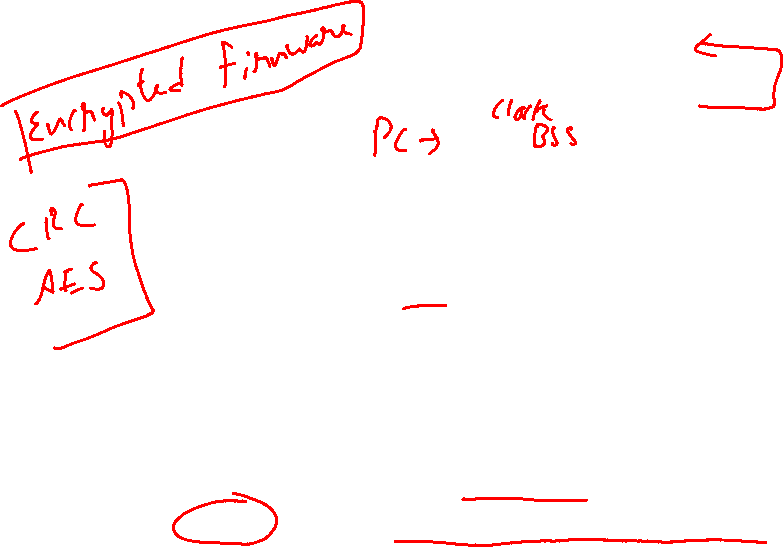 Encrypted Firmware
PC →
Clark
BSS
CRC
AES